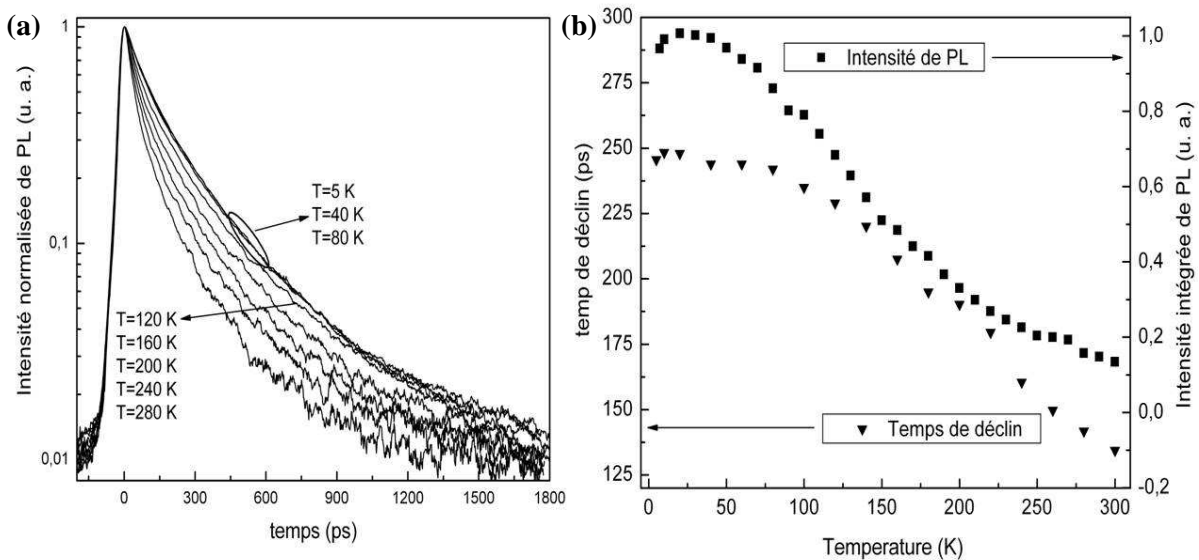 (a)
1
0,1
0,01
Intensité normalisée de PL (u. a.)
T=5 K
T=40 K
T=80 K
T=120 K
T=160 K
T=200 K
T=240 K
T=280 K
0 300 600 900 1200 1500 1800
temps (ps)
(b)
300
275
250
225
200
175
150
125
temp de déclin (ps)
Intensité de PL
Temps de déclin
1,0
0,8
0,6
0,4
0,2
0,0
-0,2
Intensité intégrée de PL (u. a.)
0 50 100 150 200 250 300
Temperature (K)